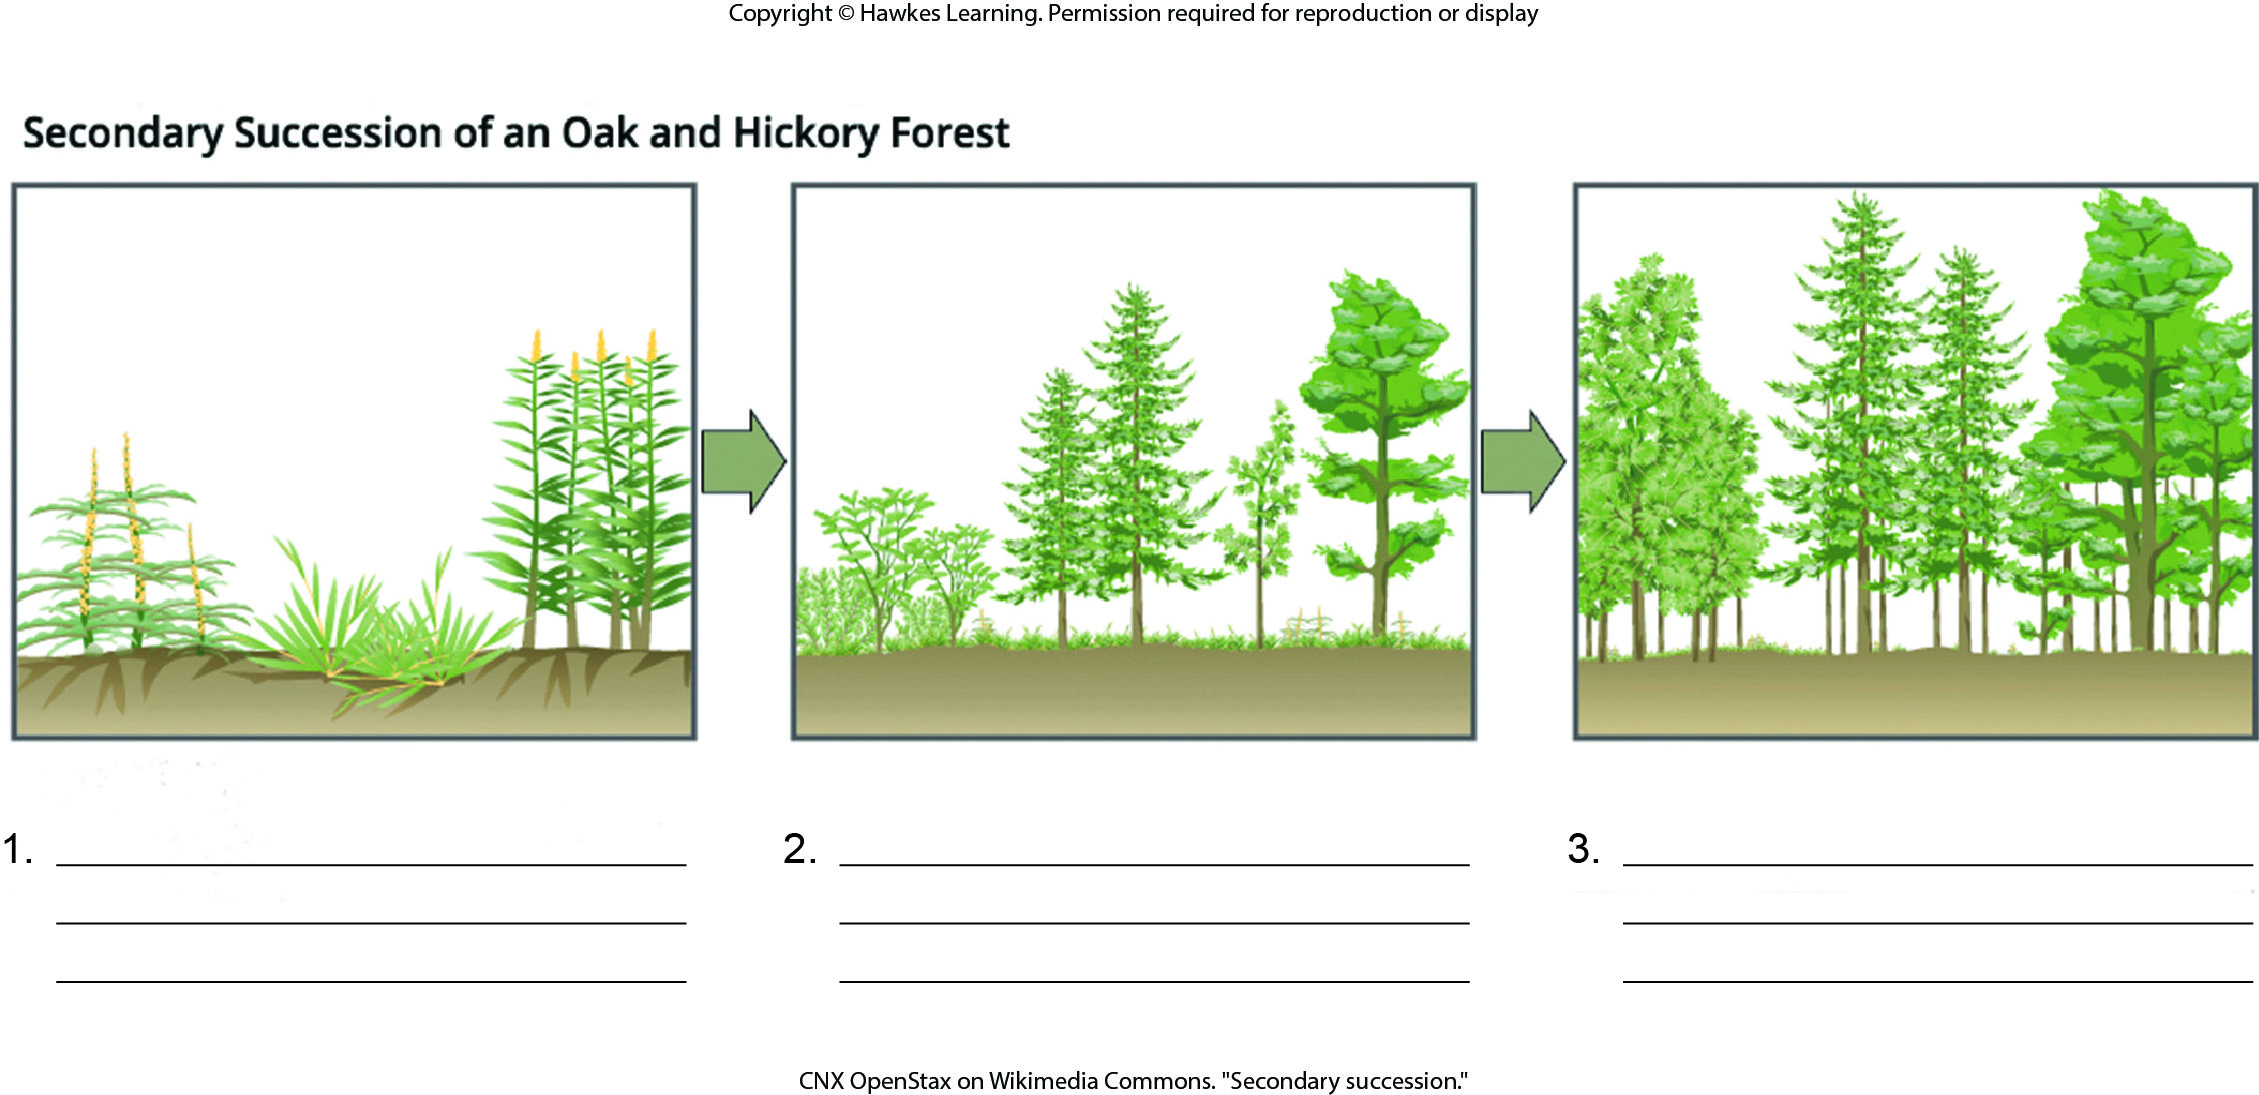 Copyright © Hawkes Learning. Permission required for reproduction or display
Secondary Succession of an Oak and Hickory Forest
1.
2.
3.
CNX OpenStax on Wikimedia Commons. "Secondary succession."